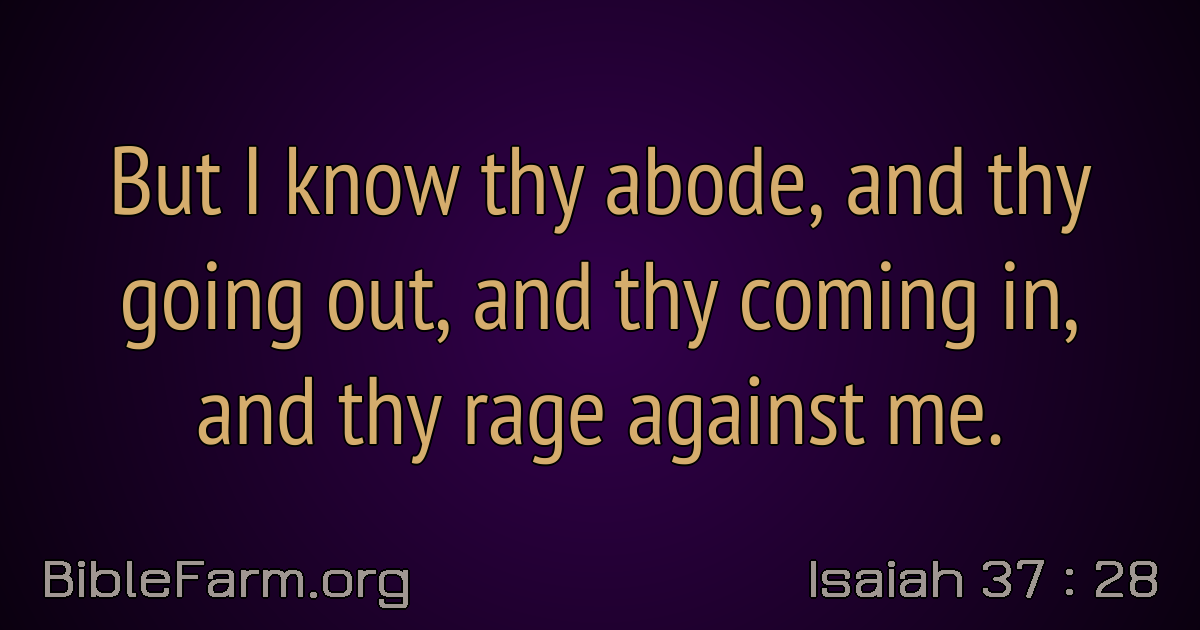 But I know thy abode, and thy
going out, and thy coming in,
and thy rage against me.
BibleFarm.org
Isaiah 37 : 28